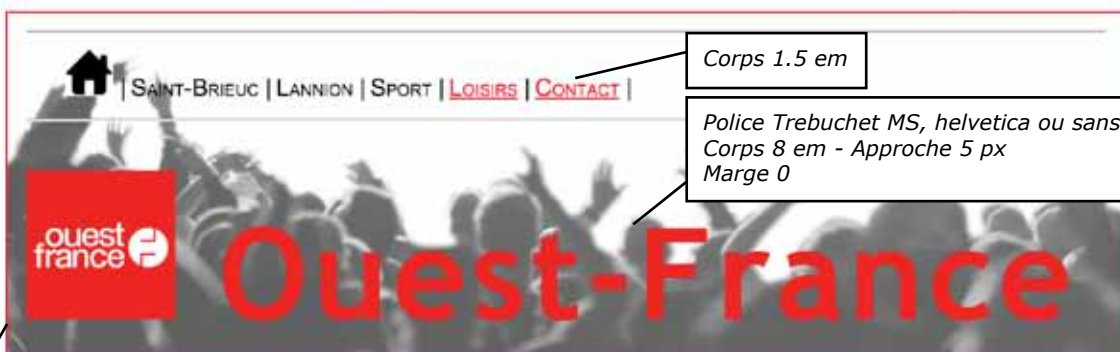 Corps 1.5 em
| SAINT-BRIEUC | LANNION | SPORT | LOISIRS | CONTACT |
Police Trebuchet MS, helvetica ou sans
Corps 8 em - Approche 5 px
Marge 0
ouest
france
Ouest-France